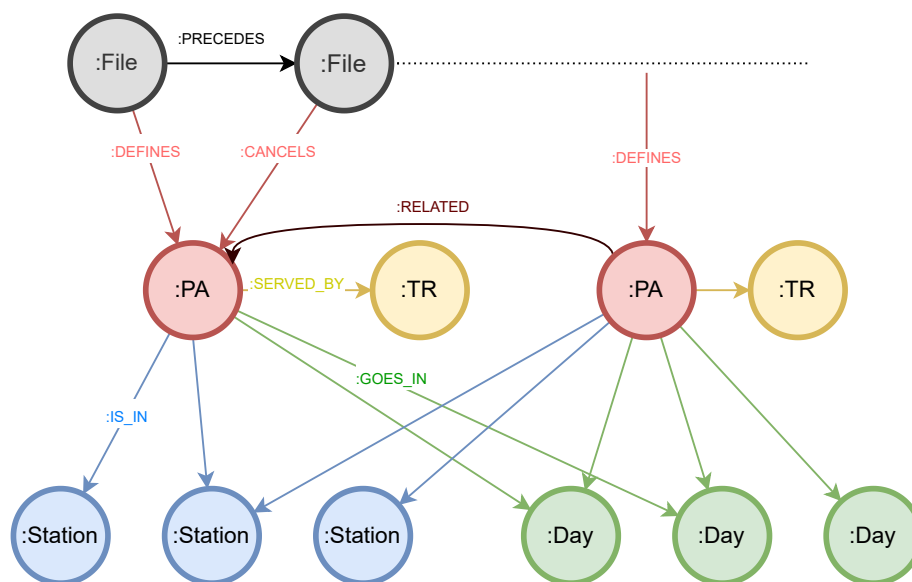 :PRECEDES
:File
:File
:DEFINES
:CANCELS
:DEFINES
:RELATED
:PA
:SERVED_BY
:TR
:PA
:TR
:GOES_IN
:IS_IN
:Station
:Station
:Station
:Day
:Day
:Day